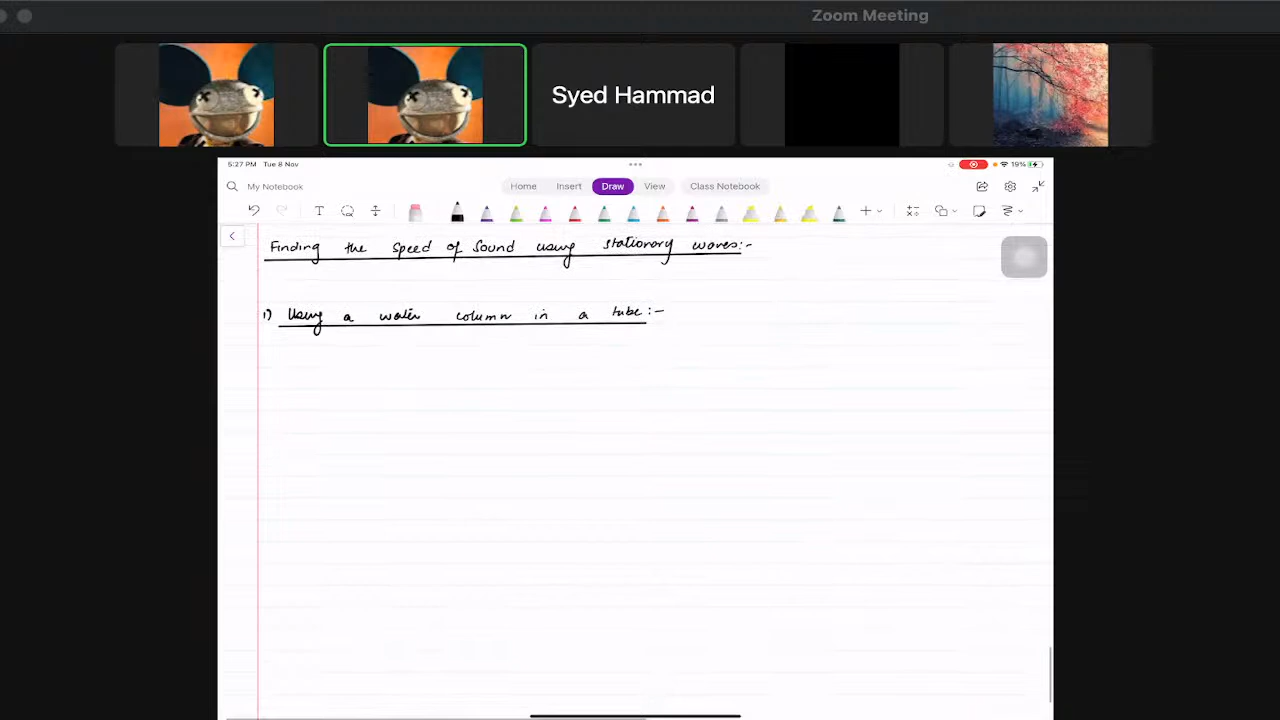 Zoom Meeting
Syed Hammad
5:27 PM Tue 8 Nov
19%
My Notebook
Home Insert Draw View Class Notebook
Finding the speed of sound using stationary waves:-
1) Using a water column in a tube:-